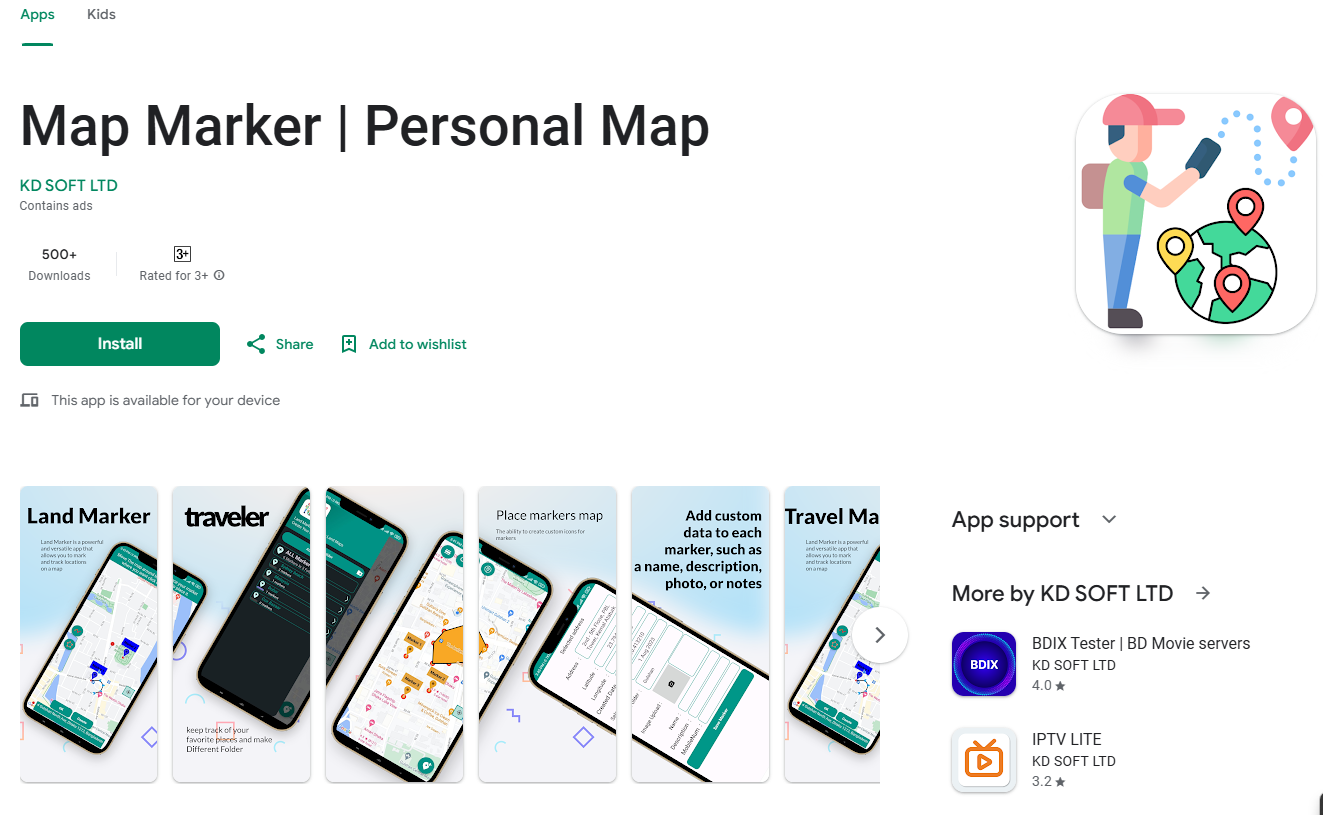 Apps
Kids
Map Marker | Personal Map
KD SOFT LTD
Contains ads
500+
Downloads
3+
Rated for 3+
Install
Share
Add to wishlist
This app is available for your device
Land Marker
Land Marker is a powerful
and versatile app that
allows you to mark
and track locations
on a map
traveler
keep track of your
favorite places and make
Different Folder
Place markers map
The ability to create custom icons for
markers
Add custom
data to each
marker, such as
a name, description,
photo, or notes
Travel Ma
Land Marker is a powerful
and versatile app that
allows you to mark
and track locations
on a map
App support
More by KD SOFT LTD
BDIX
BDIX Tester | BD Movie servers
KD SOFT LTD
4.0
IPTV LITE
KD SOFT LTD
3.2